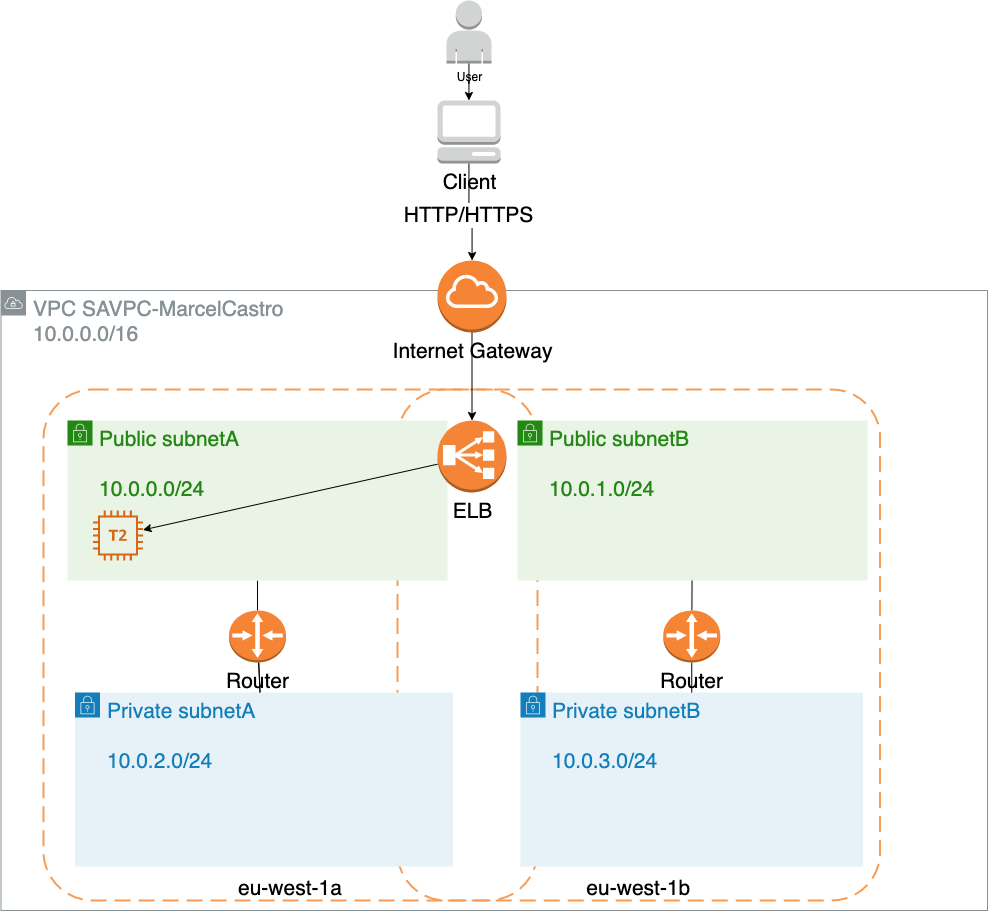 User
Client
HTTP/HTTPS
VPC SAVPC-MarcelCastro
10.0.0.0/16
Internet Gateway
Public subnetA
10.0.0.0/24
T2
ELB
Public subnetB
10.0.1.0/24
Router
Router
Private subnetA
10.0.2.0/24
Private subnetB
10.0.3.0/24
eu-west-1a
eu-west-1b